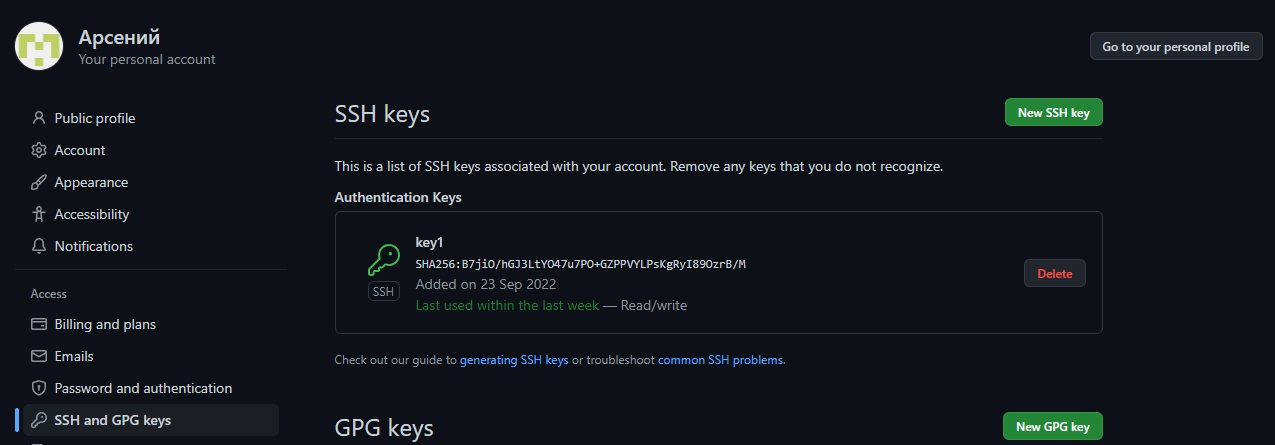 Арсений
Your personal account
Go to your personal profile
Public profile
Account
Appearance
Accessibility
Notifications
Access
Billing and plans
Emails
Password and authentication
SSH and GPG keys
SSH keys
New SSH key
This is a list of SSH keys associated with your account. Remove any keys that you do not recognize.
Authentication Keys
key1
SHA256:B7jiO/hGJ3LtYO47u7PO+GZPPVYLPsKgRyI89OzrB/M
Added on 23 Sep 2022
Last used within the last week — Read/write
SSH
Delete
Check out our guide to generating SSH keys or troubleshoot common SSH problems.
GPG keys
New GPG key